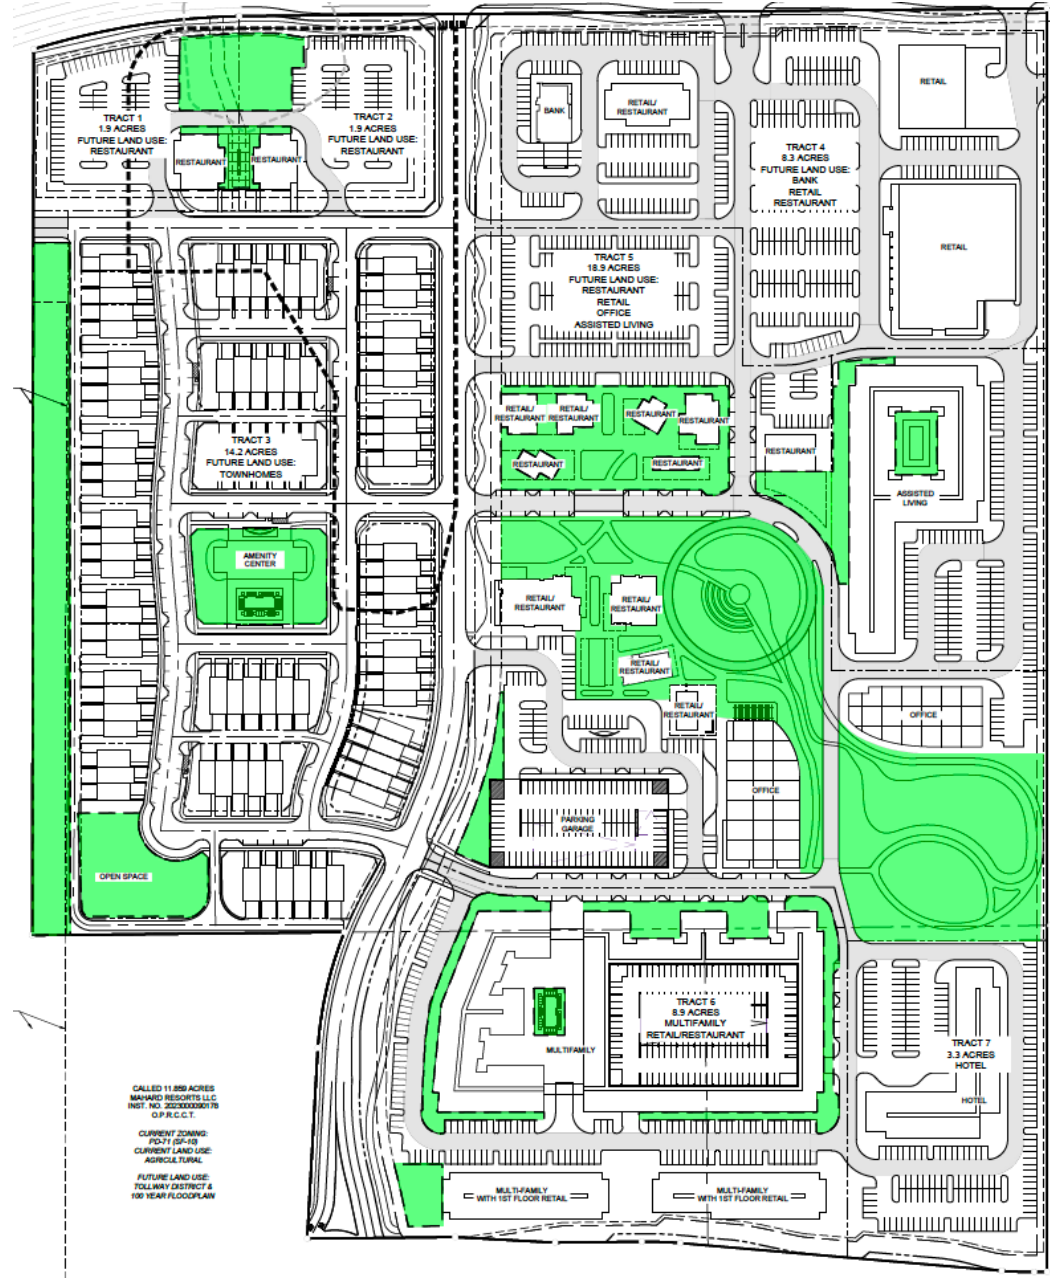 TRACT 1
1.9 ACRES
FUTURE LAND USE:
RESTAURANT
TRACT 2
1.9 ACRES
FUTURE LAND USE:
RESTAURANT
RESTAURANT
RESTAURANT
BANK
RETAIL/
RESTAURANT
TRACT 4
8.3 ACRES
FUTURE LAND USE:
BANK
RETAIL
RESTAURANT
RETAIL
RETAIL
TRACT 5
18.9 ACRES
FUTURE LAND USE:
RESTAURANT
RETAIL
OFFICE
ASSISTED LIVING
RETAIL/
RESTAURANT
RETAIL/
RESTAURANT
RESTAURANT
RESTAURANT
RESTAURANT
RESTAURANT
RESTAURANT
TRACT 3
14.2 ACRES
FUTURE LAND USE:
TOWNHOMES
ASSISTED
LIVING
AMENITY
CENTER
RETAIL/
RESTAURANT
RETAIL/
RESTAURANT
RETAIL/
RESTAURANT
RETAIL/
RESTAURANT
OFFICE
OFFICE
PARKING
GARAGE
OPEN SPACE
TRACT 6
8.9 ACRES
MULTIFAMILY
RETAIL/RESTAURANT
MULTIFAMILY
TRACT 7
3.3 ACRES
HOTEL
HOTEL
CALLED 11.859 ACRES
MAHARD RESORTS LLC
INST. NO. 2023000090176
O.P.R.C.C.T.
CURRENT ZONING:
PD-71 (SF-10)
CURRENT LAND USE:
AGRICULTURAL
FUTURE LAND USE:
TOLLWAY DISTRICT &
100 YEAR FLOODPLAIN
MULTI-FAMILY
WITH 1ST FLOOR RETAIL
MULTI-FAMILY
WITH 1ST FLOOR RETAIL